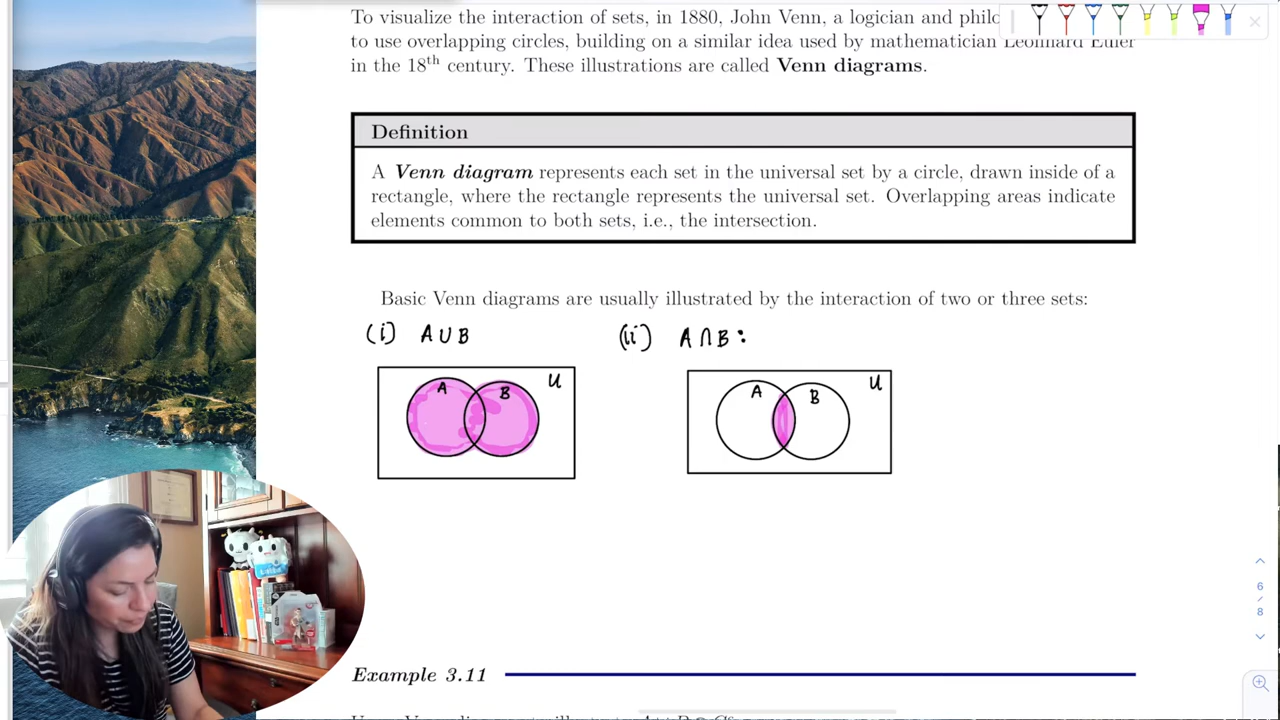 To visualize the interaction of sets, in 1880, John Venn, a logician and
to use overlapping circles, building on a similar idea used by mathematician Leonhard Euler
in the 18th century. These illustrations are called Venn diagrams.
Definition
A Venn diagram represents each set in the universal set by a circle, drawn inside of a
rectangle, where the rectangle represents the universal set. Overlapping areas indicate
elements common to both sets, i.e., the intersection.
Basic Venn diagrams are usually illustrated by the interaction of two or three sets:
(i) A ∪ B
(ii) A ∩ B :
A B U
A B U
6
/
8
Example 3.11